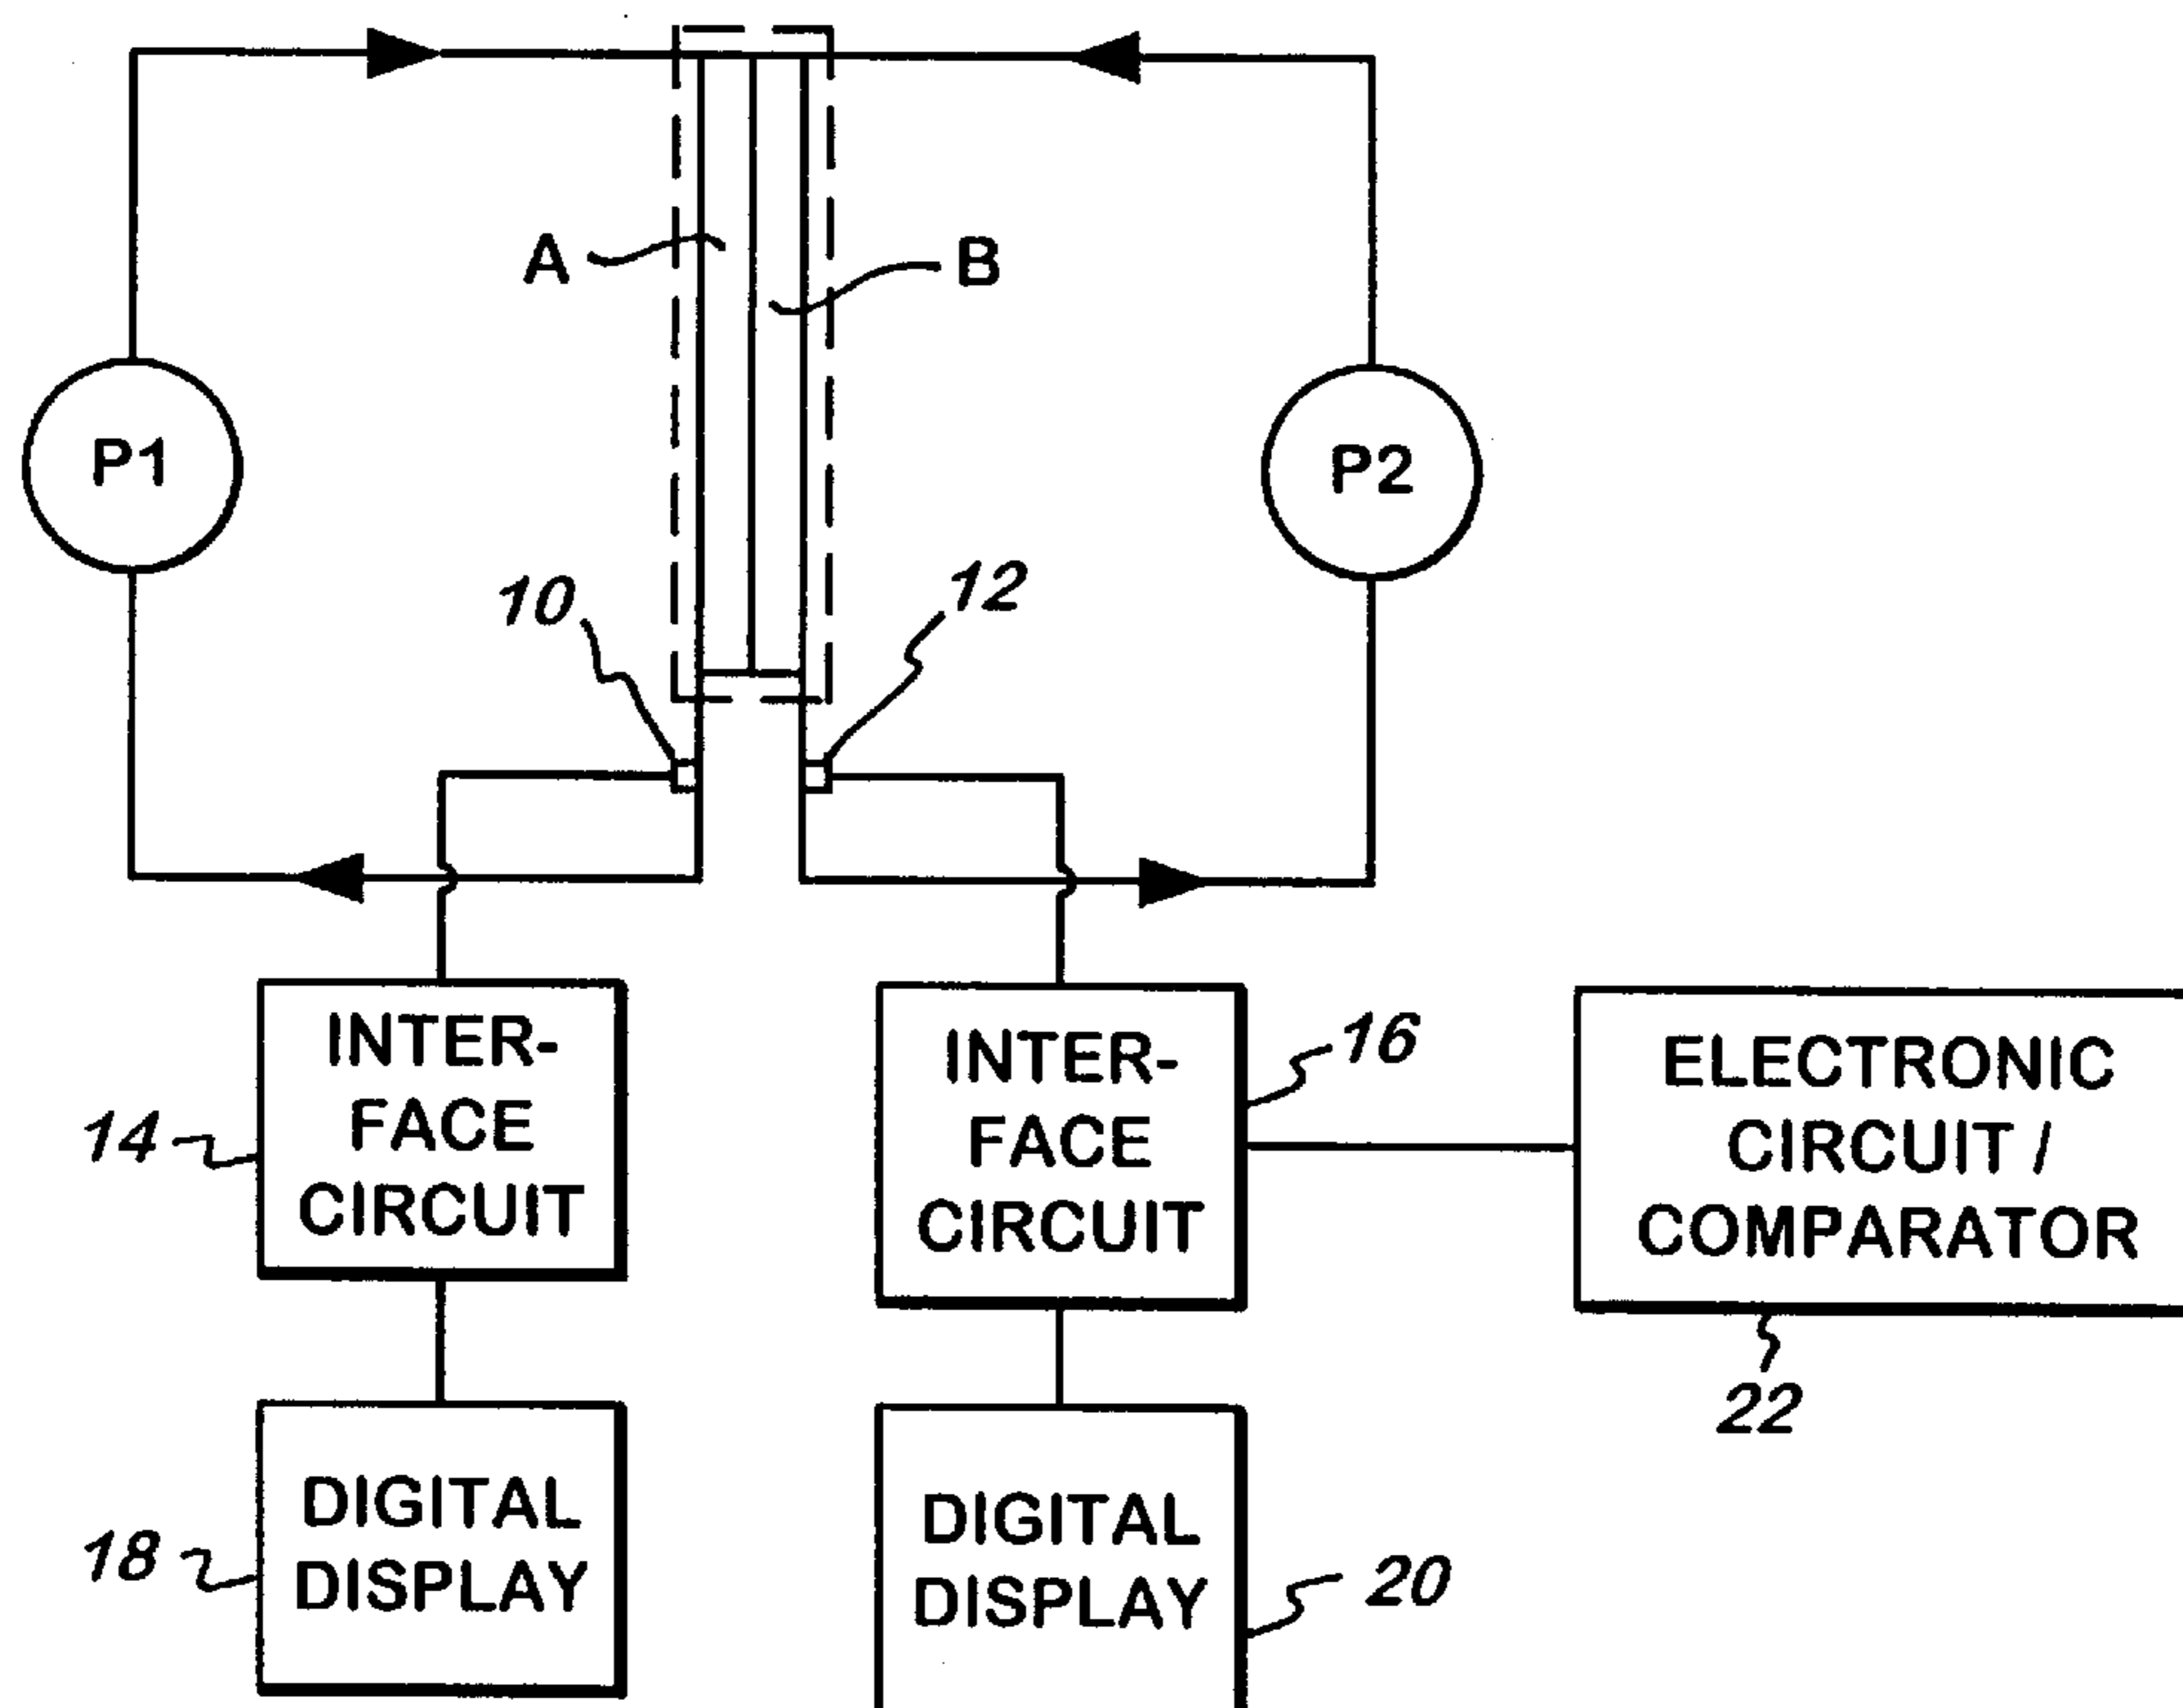 A
B
P1
P2
10
12
INTER-
FACE
CIRCUIT
14
INTER-
FACE
CIRCUIT
16
ELECTRONIC
CIRCUIT /
COMPARATOR
22
DIGITAL
DISPLAY
18
DIGITAL
DISPLAY
20